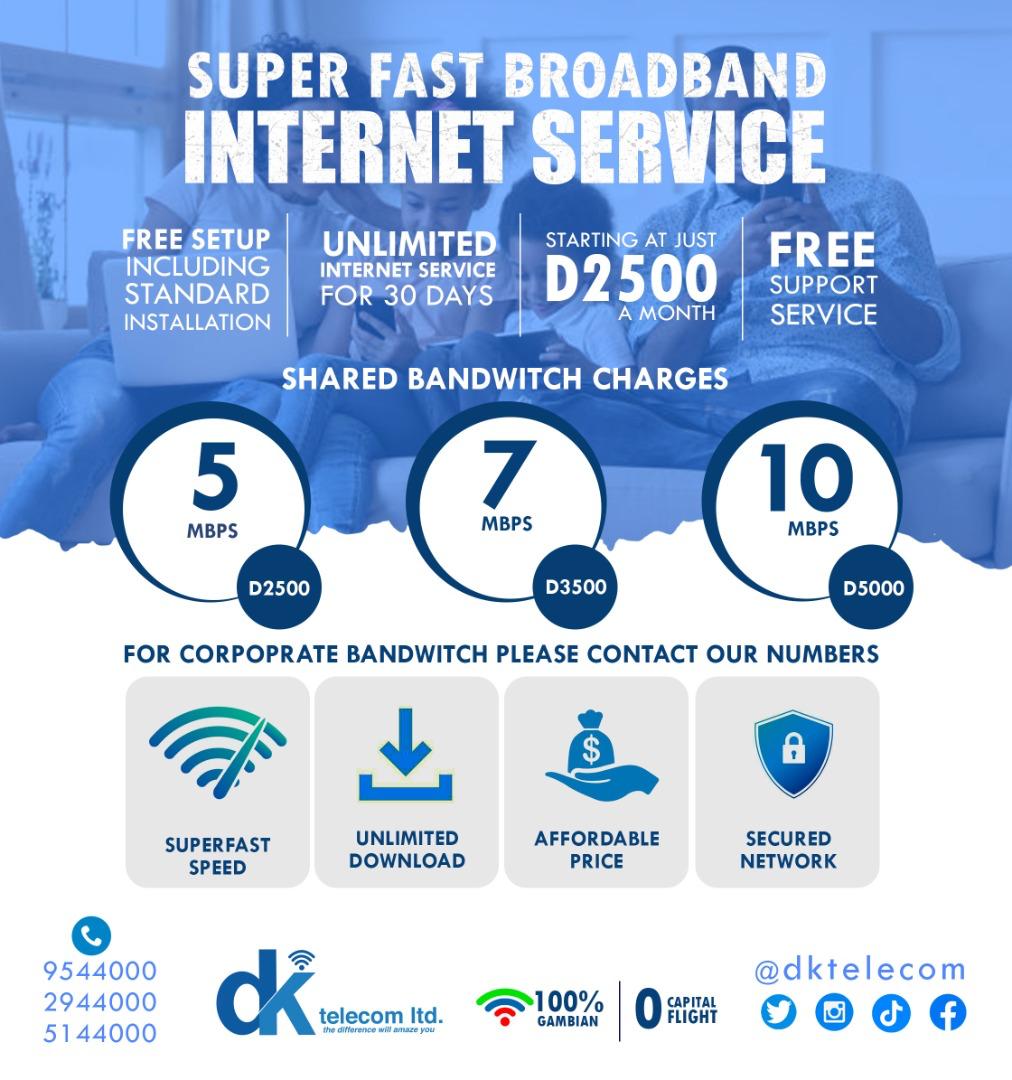 SUPER FAST BROADBAND
INTERNET SERVICE
FREE SETUP
INCLUDING
STANDARD
INSTALLATION
UNLIMITED
INTERNET SERVICE
FOR 30 DAYS
STARTING AT JUST
D2500
A MONTH
FREE
SUPPORT
SERVICE
SHARED BANDWITCH CHARGES
5
MBPS
D2500
7
MBPS
D3500
10
MBPS
D5000
FOR CORPOPRATE BANDWITCH PLEASE CONTACT OUR NUMBERS
SUPERFAST
SPEED
UNLIMITED
DOWNLOAD
$
AFFORDABLE
PRICE
SECURED
NETWORK
9544000
2944000
5144000
dk
telecom ltd.
the difference will amaze you
100%
GAMBIAN
0
CAPITAL
FLIGHT
@dktelecom